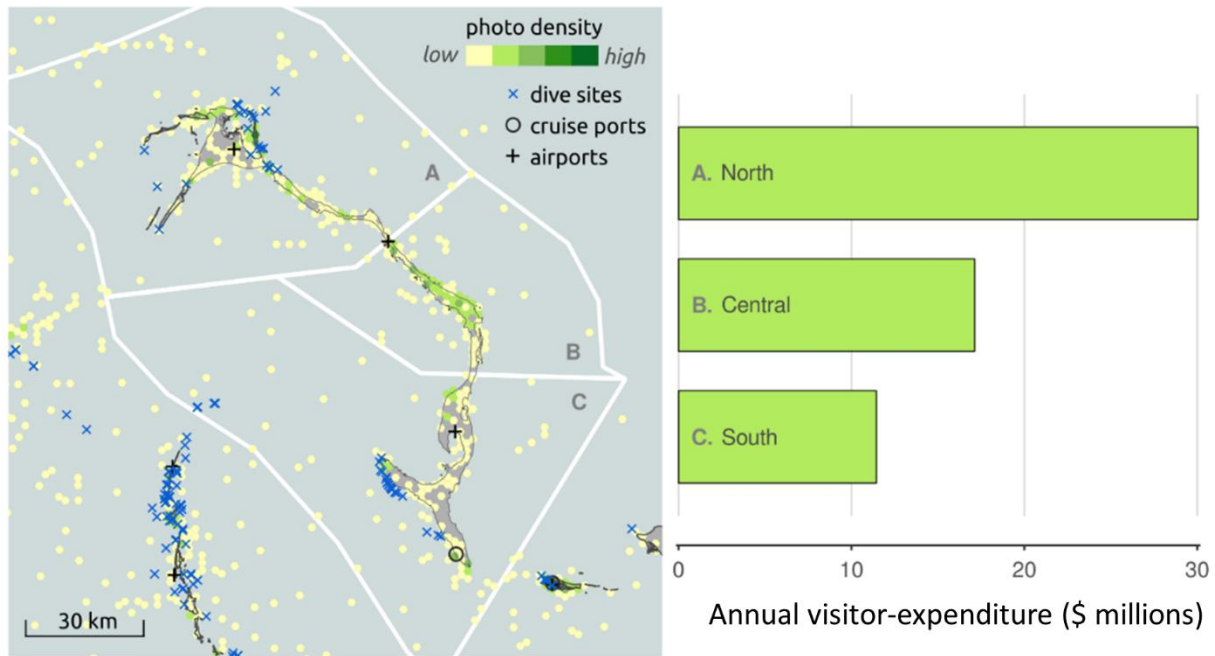 photo density
low high
dive sites
cruise ports
airports
A
B
C
30 km
A. North
B. Central
C. South
0 10 20 30
Annual visitor-expenditure ($ millions)